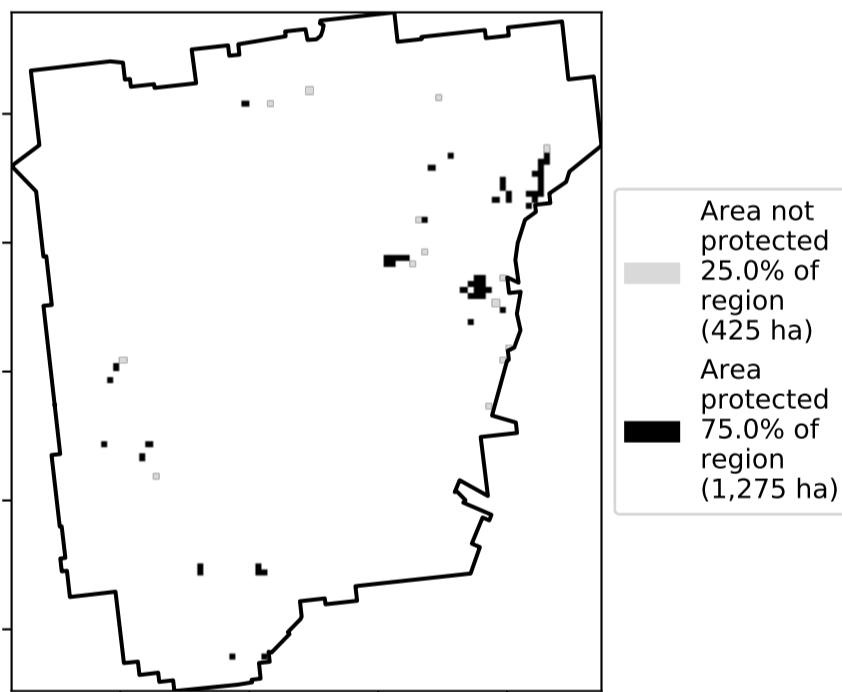 Area not
protected
25.0% of
region
(425 ha)
Area
protected
75.0% of
region
(1,275 ha)